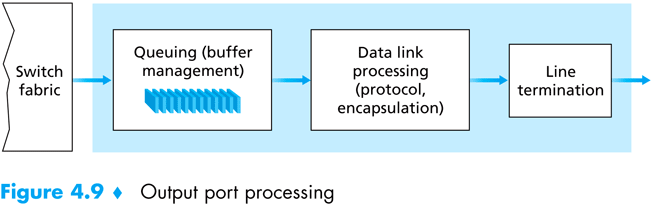 Switch
fabric
Queuing (buffer
management)
Data link
processing
(protocol,
encapsulation)
Line
termination
Figure 4.9 ♦ Output port processing